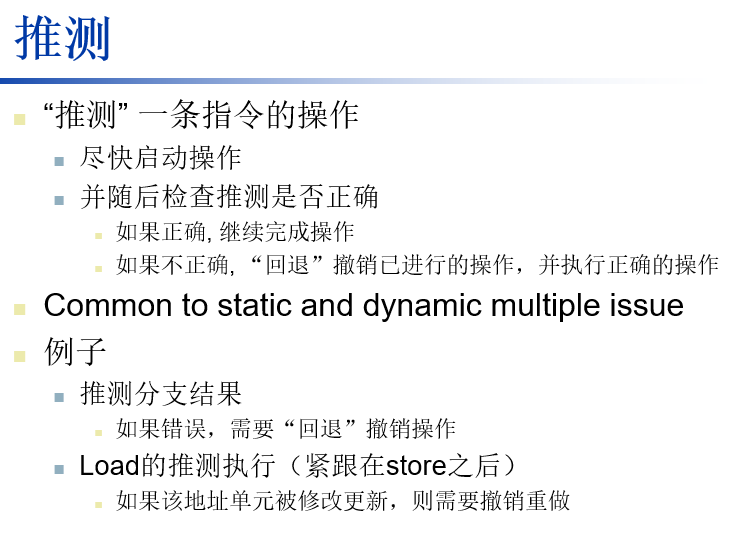 推测
“推测” 一条指令的操作
尽快启动操作
并随后检查推测是否正确
如果正确, 继续完成操作
如果不正确, “回退”撤销已进行的操作，并执行正确的操作
Common to static and dynamic multiple issue
例子
推测分支结果
如果错误，需要“回退”撤销操作
Load的推测执行（紧跟在store之后）
如果该地址单元被修改更新，则需要撤销重做